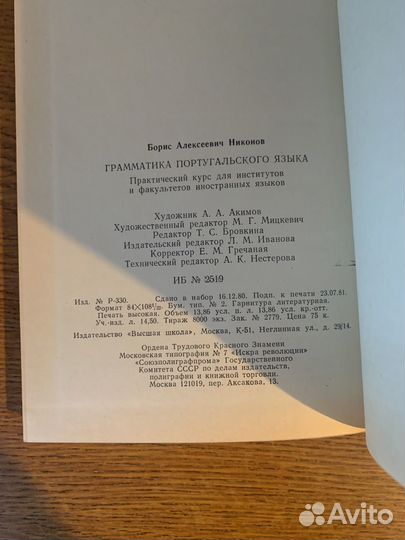 Борис Алексеевич Никонов
ГРАММАТИКА ПОРТУГАЛЬСКОГО ЯЗЫКА
Практический курс для институтов
и факультетов иностранных языков
Художник А. А. Акимов
Художественный редактор М. Г. Мицкевич
Редактор Т. С. Бровкина
Издательский редактор Л. М. Иванова
Корректор Е. М. Гречаная
Технический редактор А. К. Нестерова
ИБ № 2519
Изд. № Р-330. Сдано в набор 16.12.80. Подп. к печати 23.07.81.
Формат 84×108¹/₃₂. Бум. тип. № 2. Гарнитура литературная.
Печать высокая. Объем 13,86 усл. п. л. 13,86 усл. кр.-отт.
Уч.-изд. л. 14,50. Тираж 8000 экз. Зак. № 2779. Цена 75 к.
Издательство «Высшая школа», Москва, К-51, Неглинная ул., д. 29/14.
Ордена Трудового Красного Знамени
Московская типография № 7 «Искра революции»
«Союзполиграфпрома» Государственного
Комитета СССР по делам издательств,
полиграфии и книжной торговли.
Москва 121019, пер. Аксакова, 13.
Avito